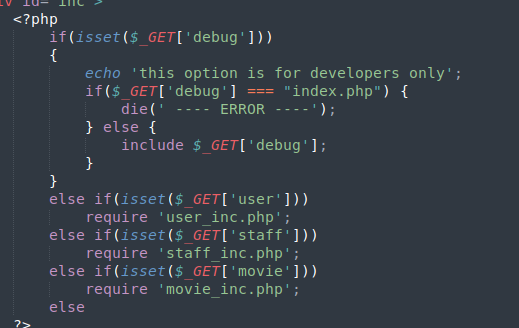 iv id="inc">
<?php
if(isset($_GET['debug']))
{
echo 'this option is for developers only';
if($_GET['debug'] === "index.php") {
die(' ---- ERROR ----');
} else {
include $_GET['debug'];
}
}
else if(isset($_GET['user']))
require 'user_inc.php';
else if(isset($_GET['staff']))
require 'staff_inc.php';
else if(isset($_GET['movie']))
require 'movie_inc.php';
else
?>